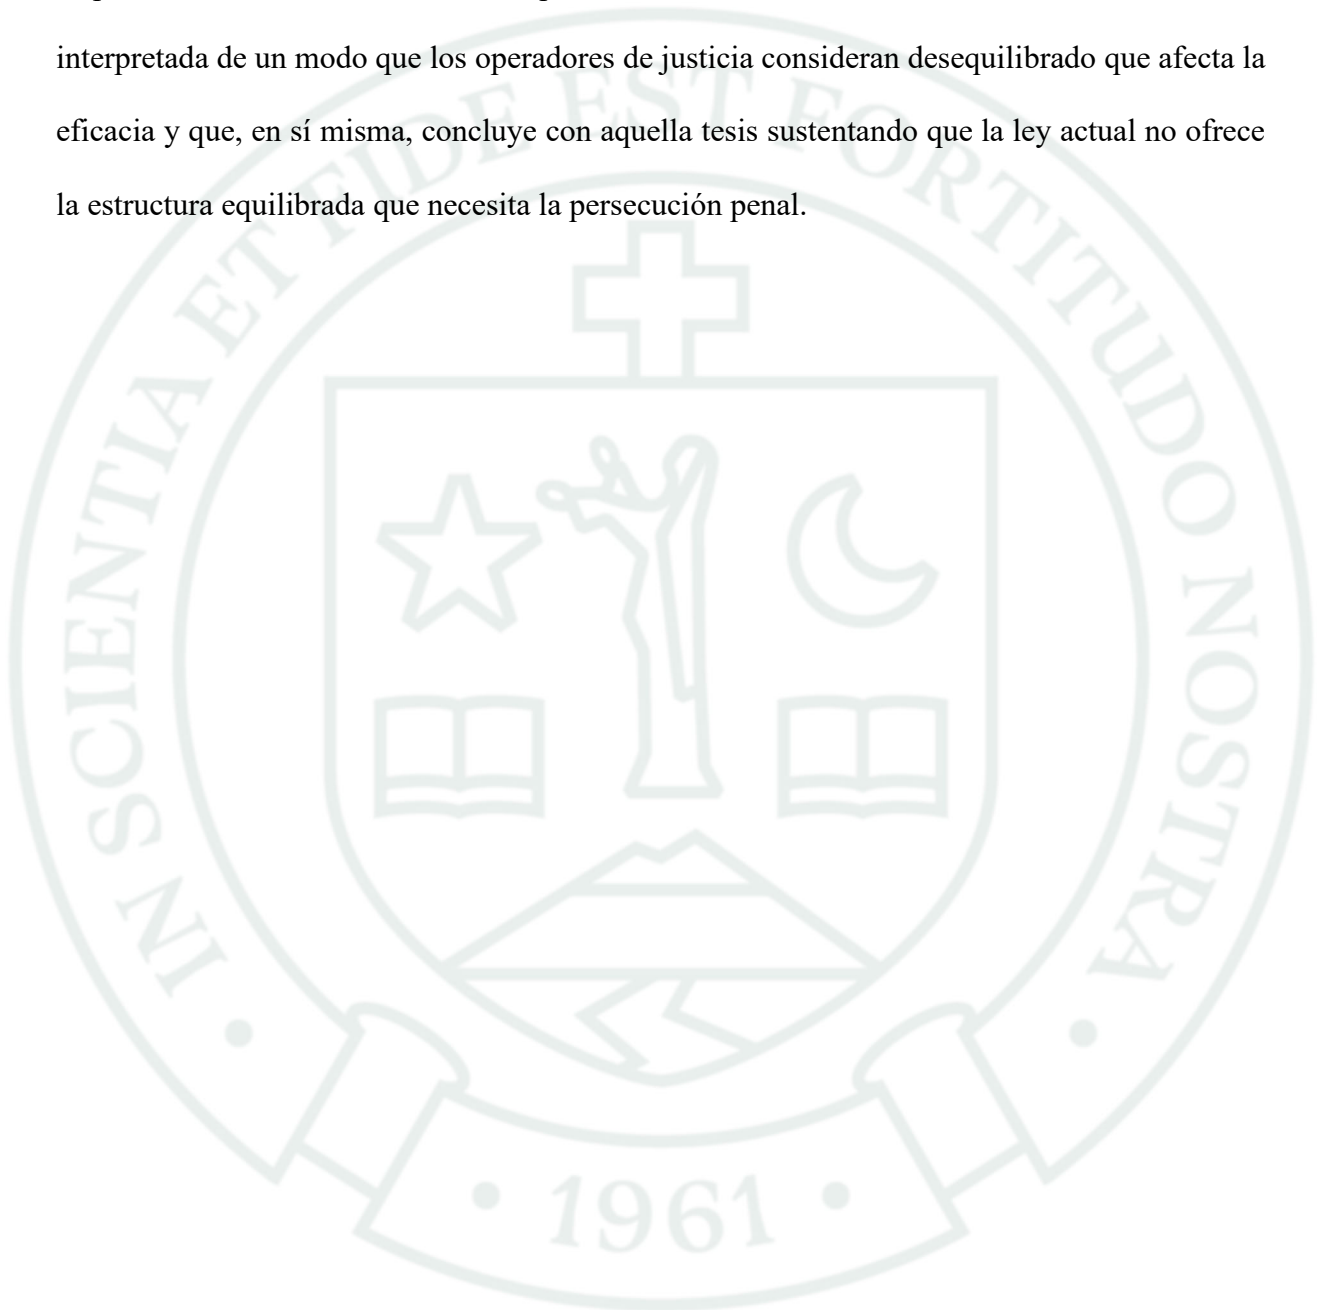 interpretada de un modo que los operadores de justicia consideran desequilibrado que afecta la
eficacia y que, en sí misma, concluye con aquella tesis sustentando que la ley actual no ofrece
la estructura equilibrada que necesita la persecución penal.
IN SCIENTIA ET FIDE EST FORTITUDO NOSTRA
• 1961 •